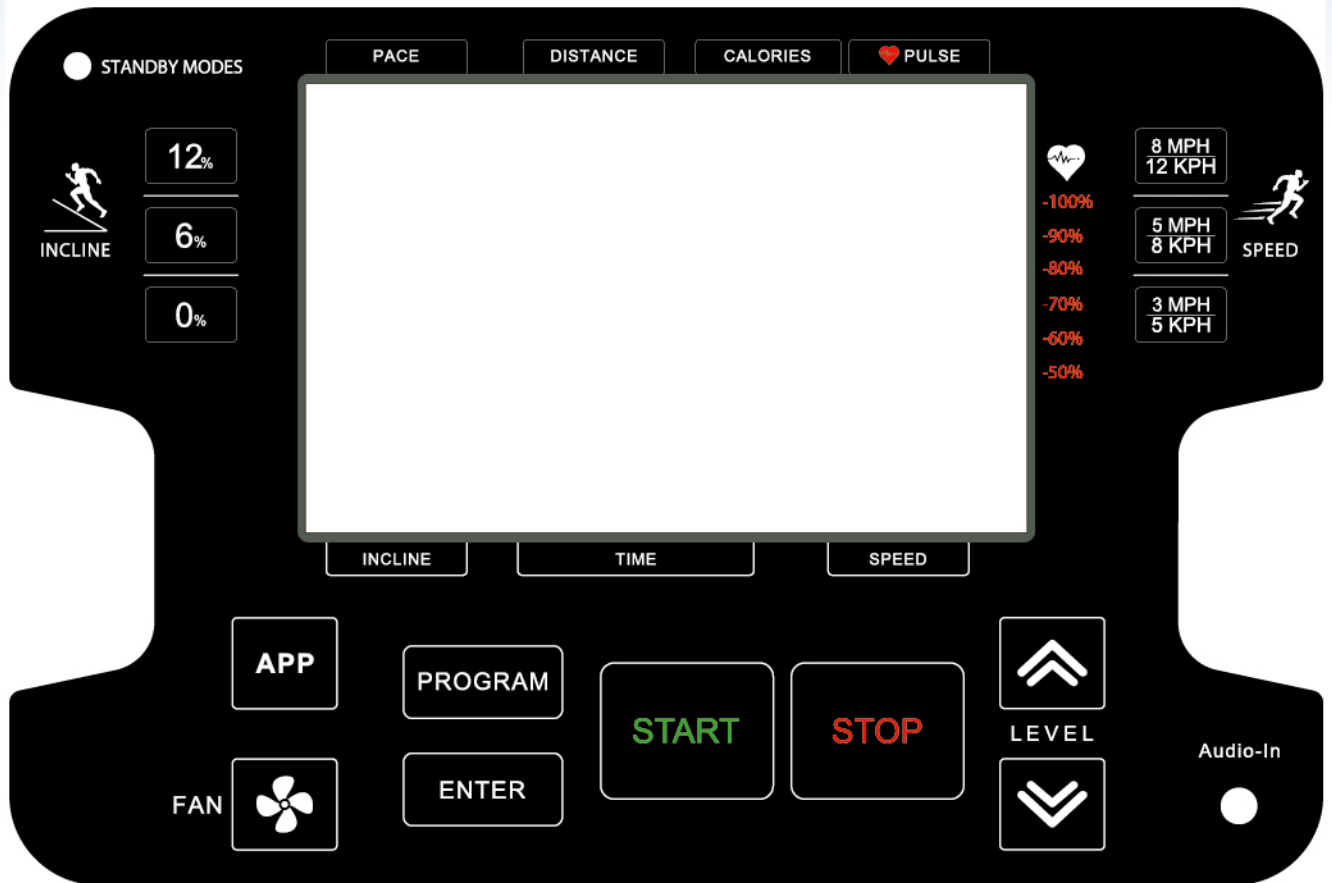 STANDBY MODES
PACE
DISTANCE
CALORIES
PULSE
12%
6%
0%
INCLINE
-100%
-90%
-80%
-70%
-60%
-50%
8 MPH
12 KPH
5 MPH
8 KPH
3 MPH
5 KPH
SPEED
INCLINE
TIME
SPEED
APP
FAN
PROGRAM
ENTER
START
STOP
LEVEL
Audio-In